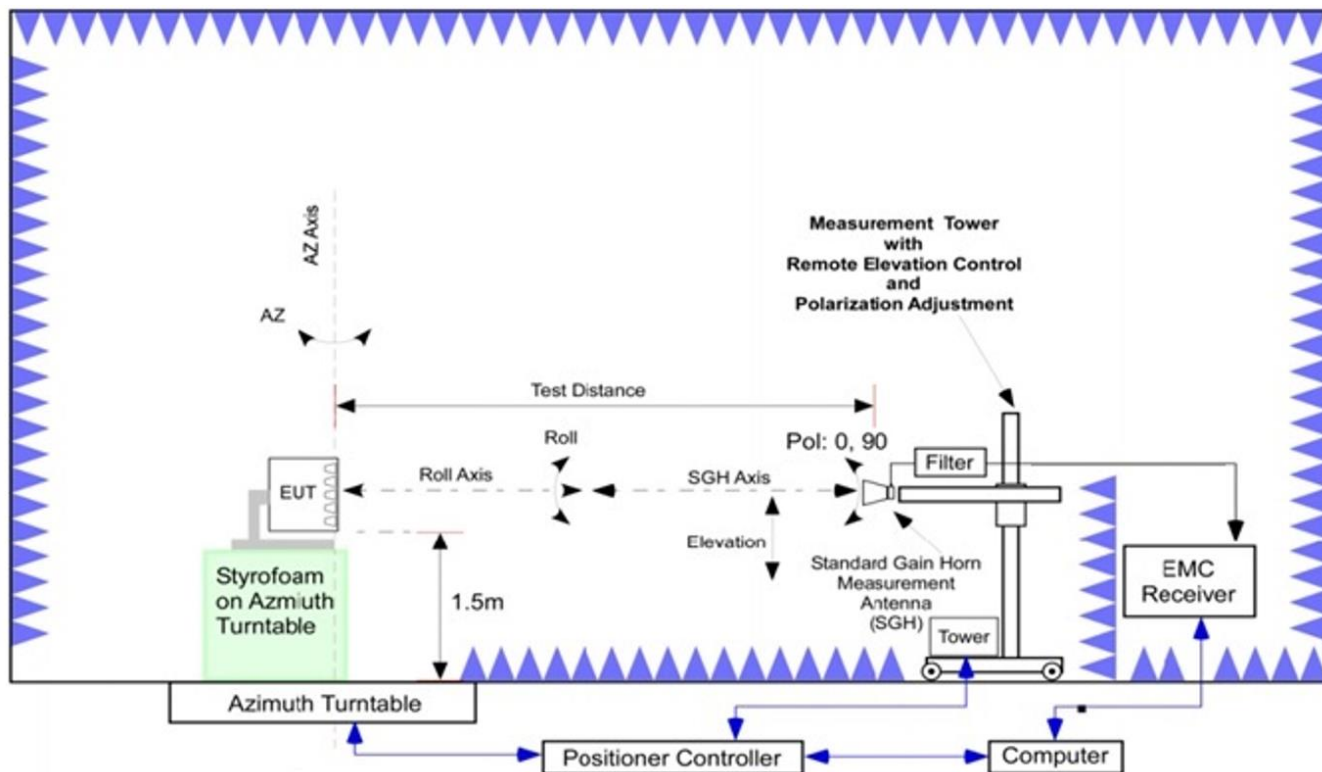 Measurement Tower
with
Remote Elevation Control
and
Polarization Adjustment
AZ Axis
AZ
Test Distance
Roll
Pol: 0, 90
Filter
EUT
Roll Axis
SGH Axis
Elevation
Standard Gain Horn
Measurement
Antenna
(SGH)
EMC
Receiver
Styrofoam
on Azmiuth
Turntable
1.5m
Tower
Azimuth Turntable
Positioner Controller
Computer